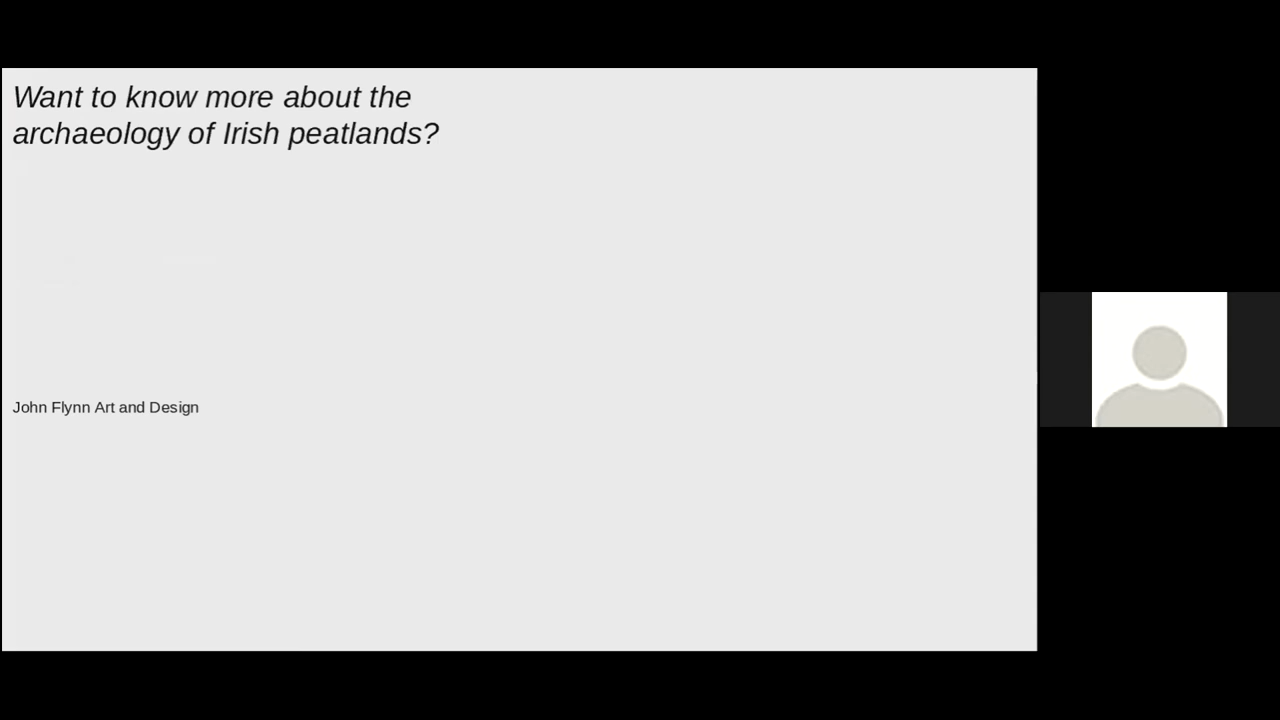 Want to know more about the
archaeology of Irish peatlands?
John Flynn Art and Design